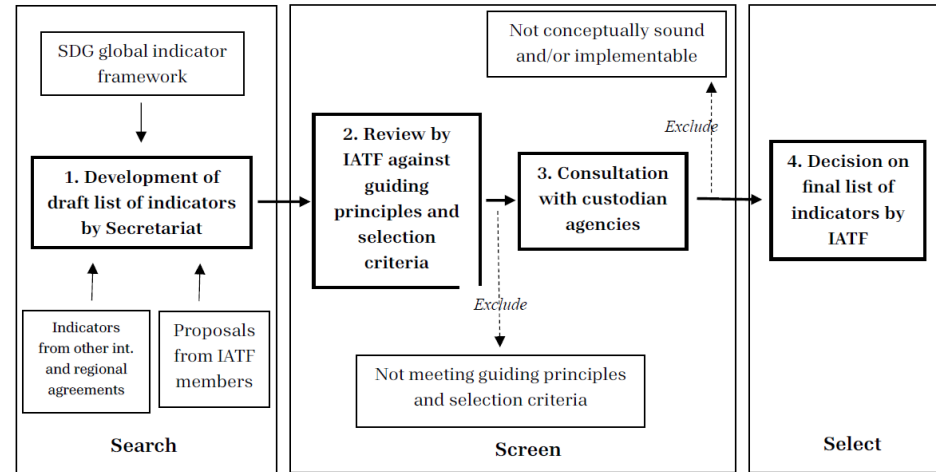 SDG global indicator
framework
1. Development of
draft list of indicators
by Secretariat
Indicators
from other int.
and regional
agreements
Proposals
from IATF
members
Search
Not conceptually sound
and/or implementable
Exclude
2. Review by
IATF against
guiding
principles and
selection
criteria
3. Consultation
with custodian
agencies
Exclude
Not meeting guiding principles
and selection criteria
Screen
4. Decision on
final list of
indicators by
IATF
Select